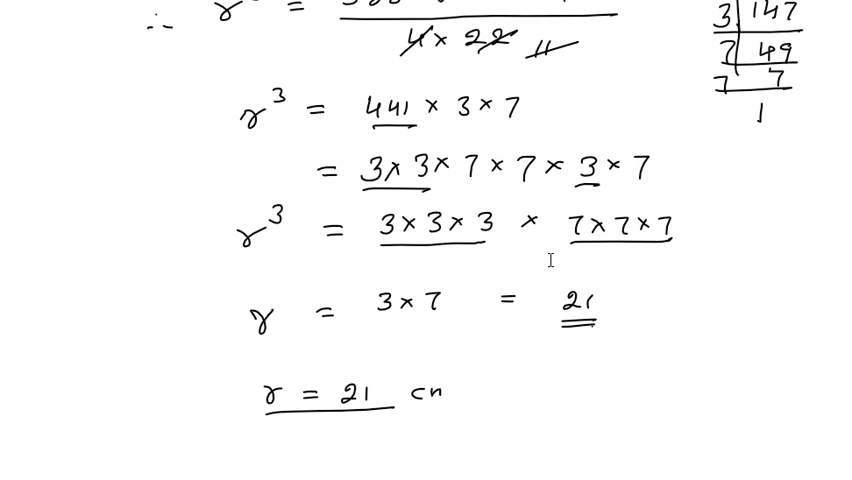 ∴ r =
4 × 22 11
r³ = 441 × 3 × 7
= 3 × 3 × 7 × 7 × 3 × 7
r³ = 3 × 3 × 3 × 7 × 7 × 7
r = 3 × 7 = 21
r = 21 cm
3 | 147
7 | 49
7 7
1